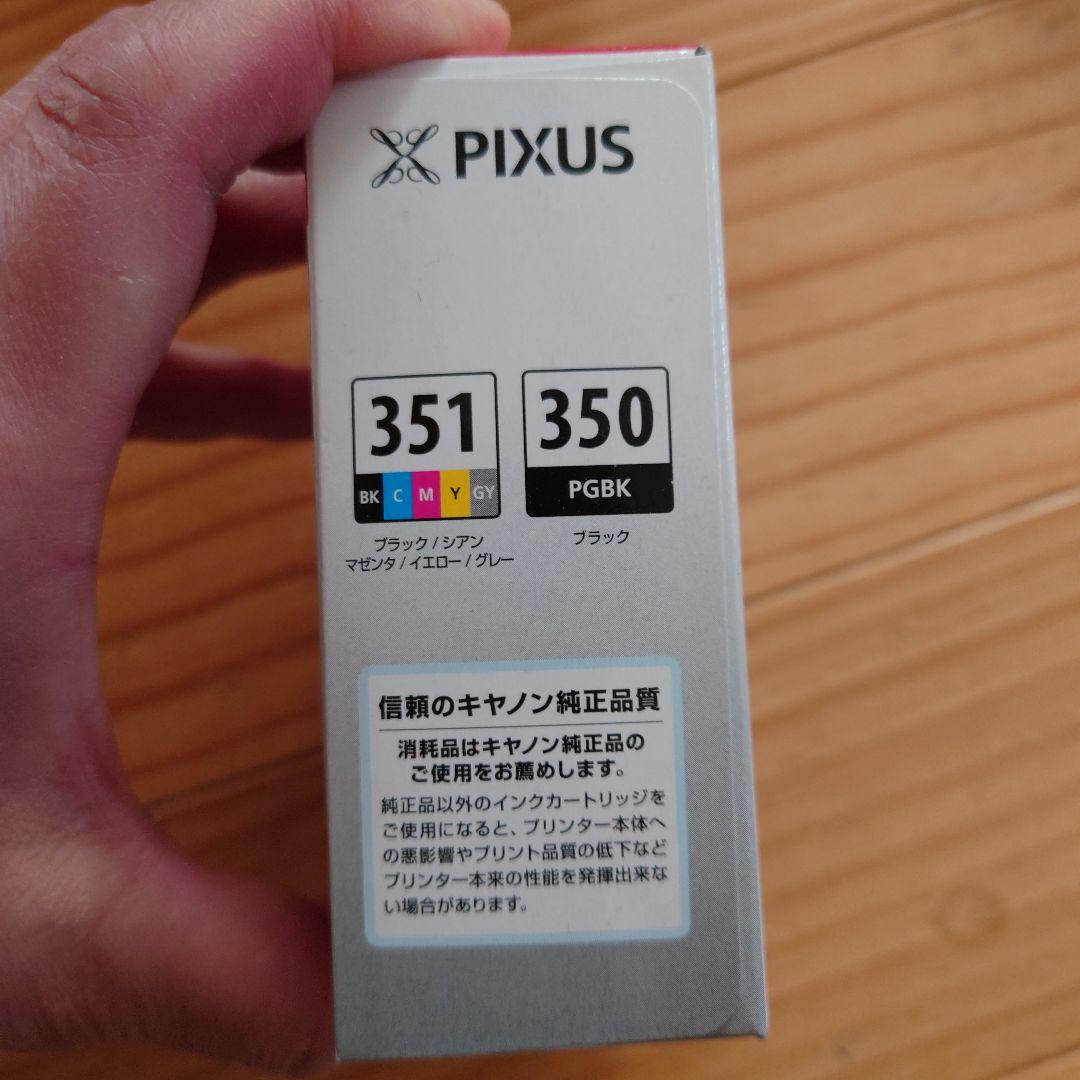 PIXUS
351
BK C M Y GY
ブラック/シアン
マゼンタ/イエロー/グレー
350
PGBK
ブラック
信頼のキヤノン純正品質
消耗品はキヤノン純正品の
ご使用をお薦めします。
純正品以外のインクカートリッジを
ご使用になると、プリンター本体へ
の悪影響やプリント品質の低下など
プリンター本来の性能を発揮出来な
い場合があります。